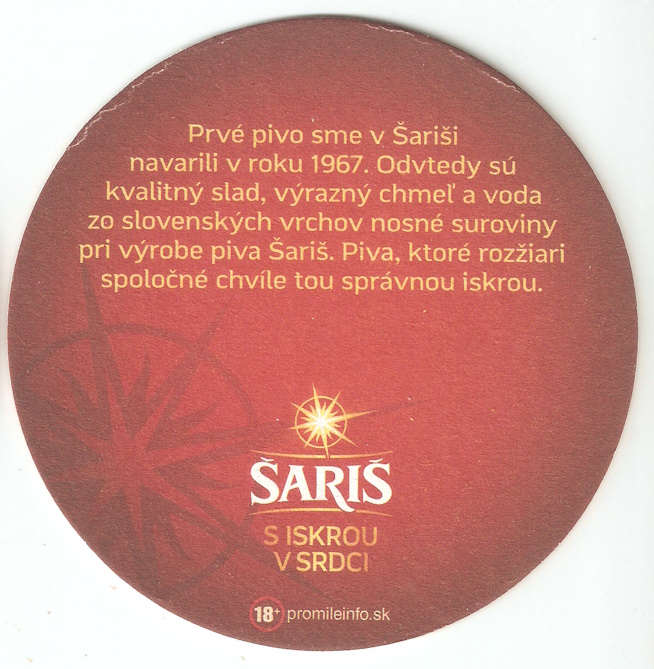 Prvé pivo sme v Šariši
navarili v roku 1967. Odvtedy sú
kvalitný slad, výrazný chmeľ a voda
zo slovenských vrchov nosné suroviny
pri výrobe piva Šariš. Piva, ktoré rozžiari
spoločné chvíle tou správnou iskrou.
ŠARIŠ
S ISKROU
V SRDCI
18+ promileinfo.sk